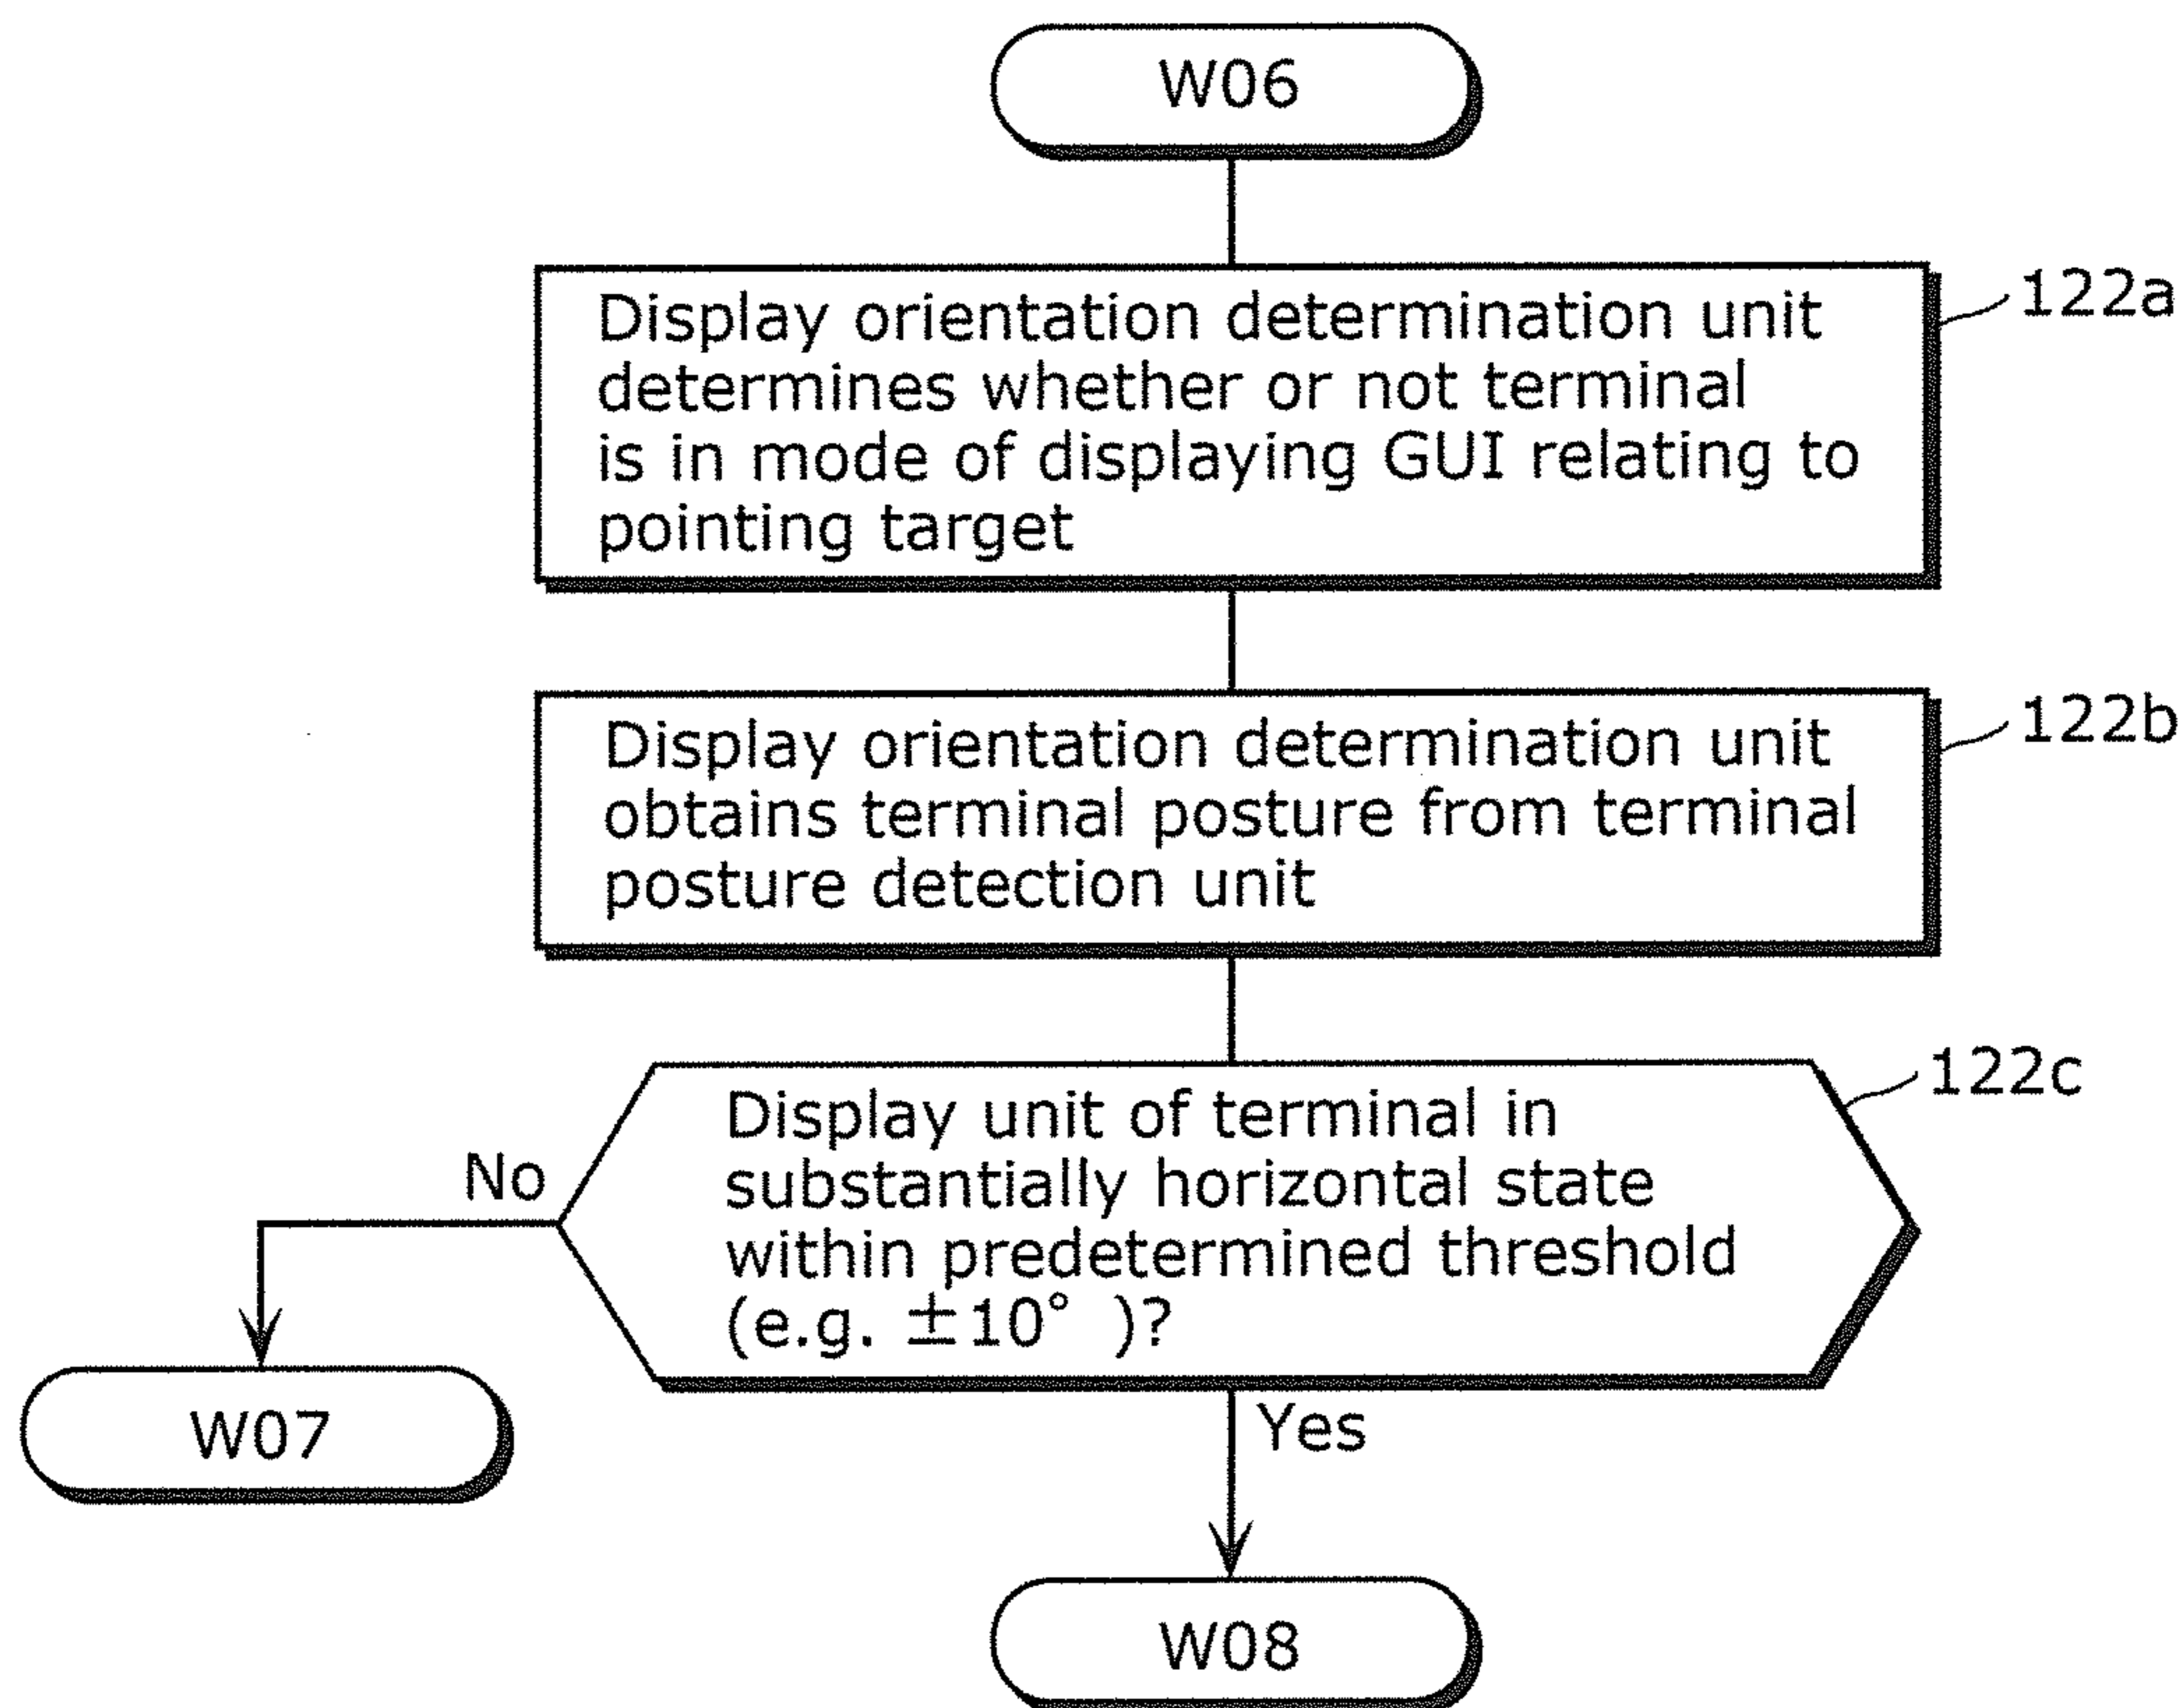 W06
Display orientation determination unit
determines whether or not terminal
is in mode of displaying GUI relating to
pointing target
122a
Display orientation determination unit
obtains terminal posture from terminal
posture detection unit
122b
Display unit of terminal in
substantially horizontal state
within predetermined threshold
(e.g. ±10° )?
122c
No
W07
Yes
W08